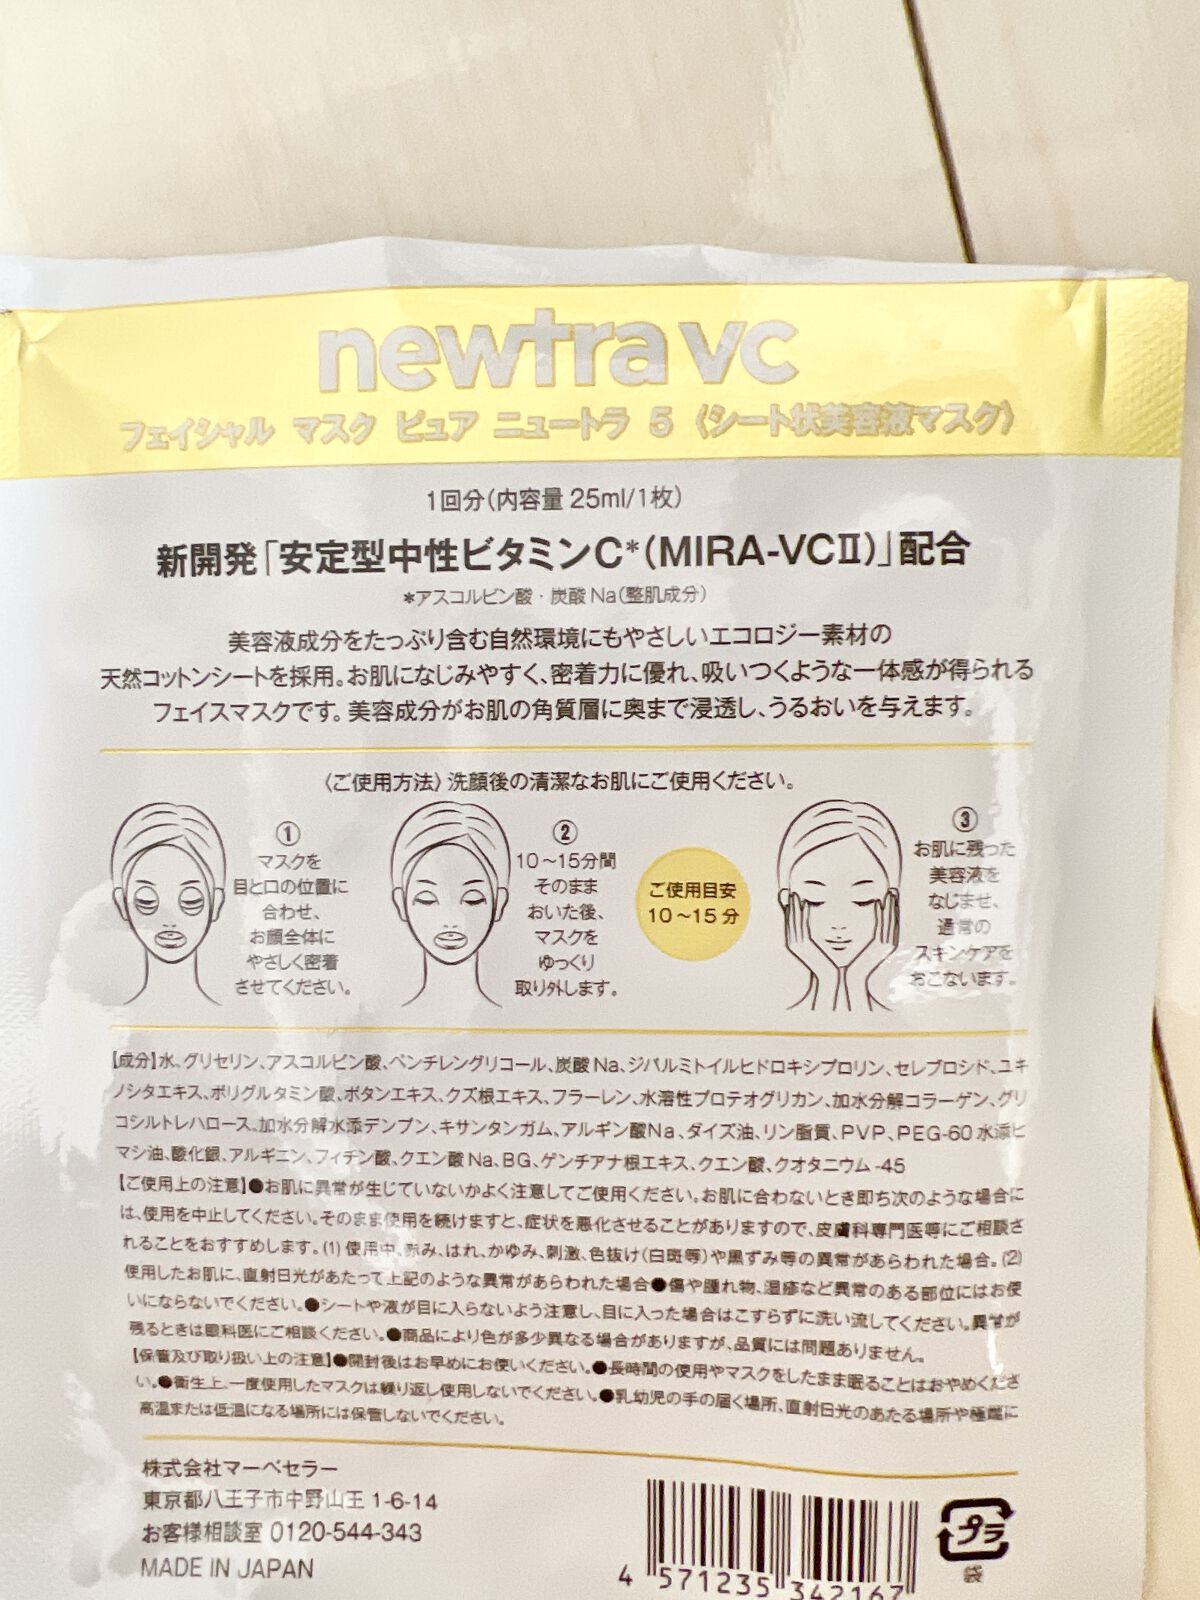 newtra vc
フェイシャル マスク ピュア ニュートラ 5 〈シート状美容液マスク〉
1回分(内容量 25ml/1枚)
新開発「安定型中性ビタミンC*(MIRA-VCⅡ)」配合
*アスコルビン酸・炭酸Na(整肌成分)
美容液成分をたっぷり含む自然環境にもやさしいエコロジー素材の
天然コットンシートを採用。お肌になじみやすく、密着力に優れ、吸いつくような一体感が得られる
フェイスマスクです。美容成分がお肌の角質層に奥まで浸透し、うるおいを与えます。
〈ご使用方法〉洗顔後の清潔なお肌にご使用ください。
①
マスクを
目と口の位置に
合わせ、
お顔全体に
やさしく密着
させてください。
②
10〜15分間
そのまま
おいた後、
マスクを
ゆっくり
取り外します。
ご使用目安
10〜15分
③
お肌に残った
美容液を
なじませ、
通常の
スキンケアを
おこないます。
【成分】水、グリセリン、アスコルビン酸、ペンチレングリコール、炭酸Na、ジパルミトイルヒドロキシプロリン、セレブロシド、ユキ
ノシタエキス、ポリグルタミン酸、ボタンエキス、クズ根エキス、フラーレン、水溶性プロテオグリカン、加水分解コラーゲン、グリ
コシルトレハロース、加水分解水添デンプン、キサンタンガム、アルギン酸Na、ダイズ油、リン脂質、PVP、PEG-60水添ヒ
マシ油、酸化銀、アルギニン、フィチン酸、クエン酸Na、BG、ゲンチアナ根エキス、クエン酸、クオタニウム-45
【ご使用上の注意】●お肌に異常が生じていないかよく注意してご使用ください。お肌に合わないとき即ち次のような場合に
は、使用を中止してください。そのまま使用を続けますと、症状を悪化させることがありますので、皮膚科専門医等にご相談さ
れることをおすすめします。(1)使用中、赤み、はれ、かゆみ、刺激、色抜け(白斑等)や黒ずみ等の異常があらわれた場合。(2)
使用したお肌に、直射日光があたって上記のような異常があらわれた場合●傷や腫れ物、湿疹など異常のある部位にはお使
いにならないでください。●シートや液が目に入らないよう注意し、目に入った場合はこすらずに洗い流してください。異常が
残るときは眼科医にご相談ください。●商品により色が多少異なる場合がありますが、品質には問題ありません。
【保管及び取り扱い上の注意】●開封後はお早めにお使いください。●長時間の使用やマスクをしたまま眠ることはおやめくださ
い。●衛生上、一度使用したマスクは繰り返し使用しないでください。●乳幼児の手の届く場所、直射日光のあたる場所や極端に
高温または低温になる場所には保管しないでください。
株式会社マーベセラー
東京都八王子市中野山王1-6-14
お客様相談室 0120-544-343
MADE IN JAPAN
4 571235 342167
プラ
袋